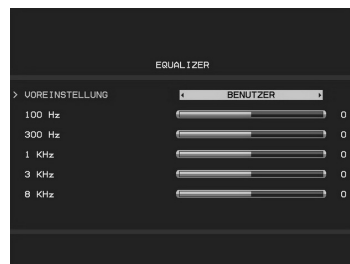 EQUALIZER
> VOREINSTELLUNG BENUTZER
100 Hz 0
300 Hz 0
1 KHz 0
3 KHz 0
8 KHz 0